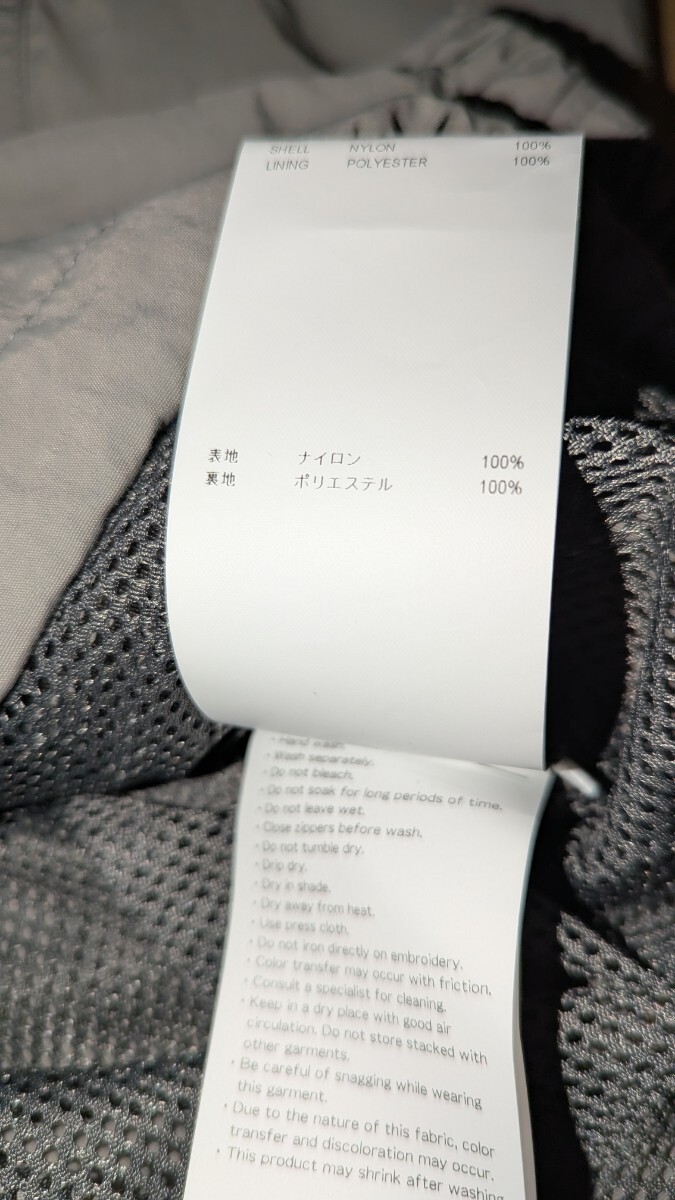 SHELL NYLON 100%
LINING POLYESTER 100%
表地 ナイロン 100%
裏地 ポリエステル 100%
・Hand wash.
・Wash separately.
・Do not bleach.
・Do not soak for long periods of time.
・Do not leave wet.
・Close zippers before wash.
・Do not tumble dry.
・Drip dry.
・Dry in shade.
・Dry away from heat.
・Use press cloth.
・Do not iron directly on embroidery.
・Color transfer may occur with friction.
・Consult a specialist for cleaning.
・Keep in a dry place with good air
circulation. Do not store stacked with
other garments.
・Be careful of snagging while wearing
this garment.
・Due to the nature of this fabric, color
transfer and discoloration may occur.
・This product may shrink after washing